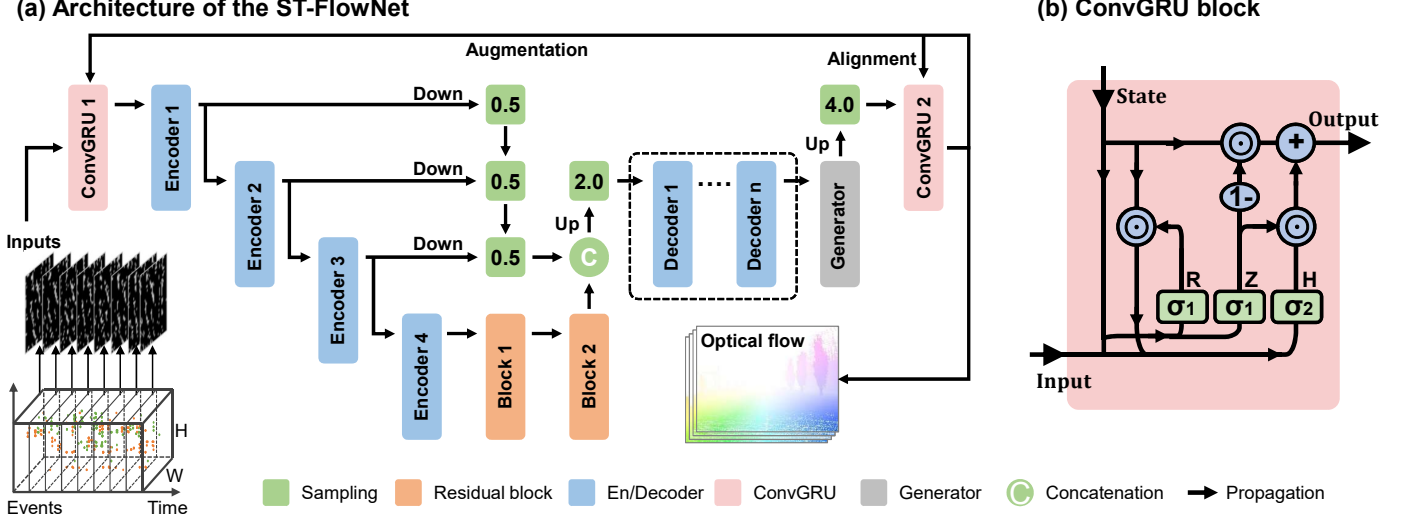 (a) Architecture of the ST-FlowNet
(b) ConvGRU block
Augmentation
Alignment
ConvGRU 1
Encoder 1
Down
0.5
4.0
ConvGRU 2
Up
Encoder 2
Down
0.5
2.0
Decoder 1
....
Decoder n
Generator
Up
Inputs
Encoder 3
Down
0.5
C
Encoder 4
Block 1
Block 2
Optical flow
H
W
Events
Time
State
Output
+
1-
R
Z
H
σ1
σ1
σ2
Input
Sampling
Residual block
En/Decoder
ConvGRU
Generator
C
Concatenation
Propagation